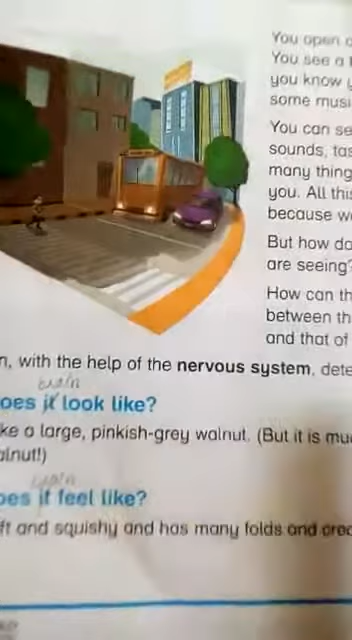 You open
You see a
you know
some musi
You can se
sounds, tas
many thing
you. All thi
because w
But how do
are seeing?
How can th
between th
and that of
n, with the help of the nervous system, dete
brain
oes it look like?
ke a large, pinkish-grey walnut. (But it is mu
alnut!)
brain
oes it feel like?
ft and squishy and has many folds and crea